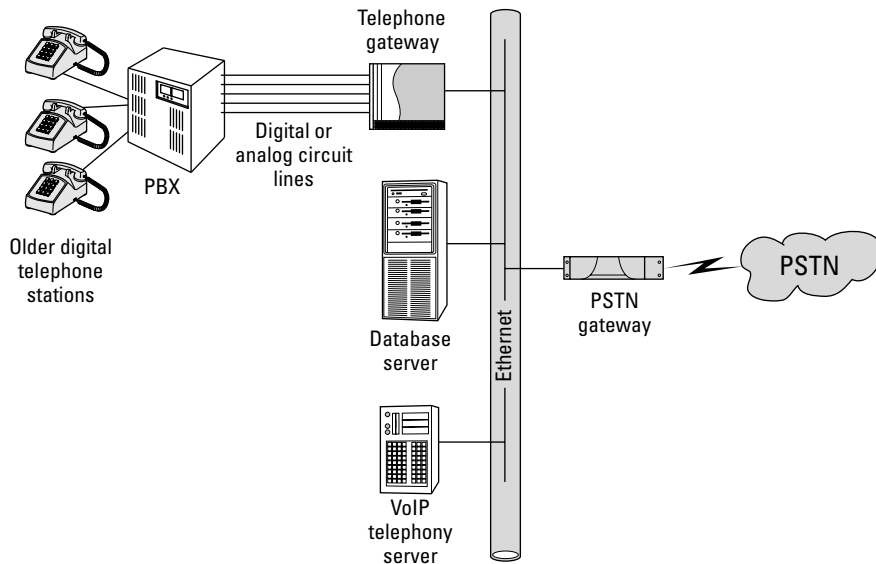 Telephone
gateway
Digital or
analog circuit
lines
PBX
Older digital
telephone
stations
Database
server
Ethernet
PSTN
gateway
PSTN
VoIP
telephony
server